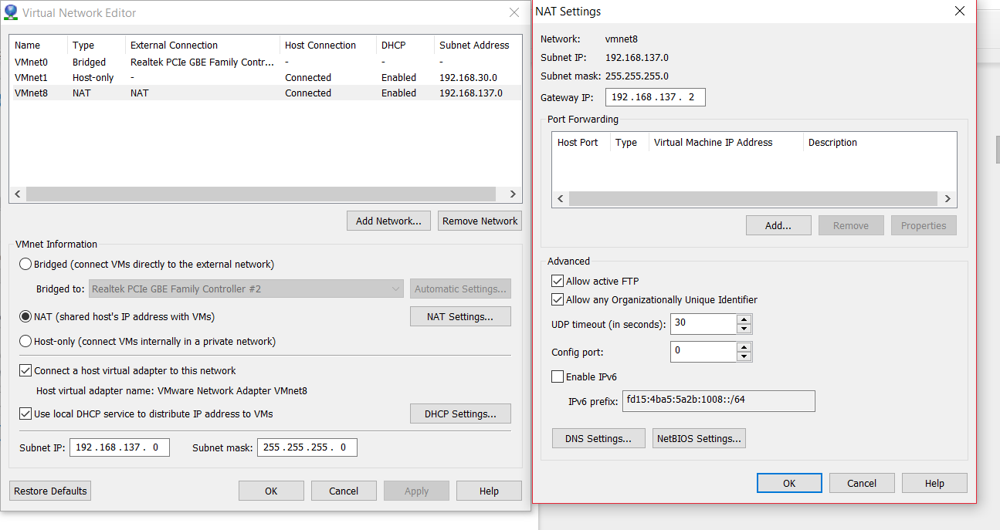 Virtual Network Editor
Name Type External Connection Host Connection DHCP Subnet Address
VMnet0 Bridged Realtek PCIe GBE Family Contr... - - -
VMnet1 Host-only - Connected Enabled 192.168.30.0
VMnet8 NAT NAT Connected Enabled 192.168.137.0
Add Network... Remove Network
VMnet Information
Bridged (connect VMs directly to the external network)
Bridged to: Realtek PCIe GBE Family Controller #2 Automatic Settings...
NAT (shared host's IP address with VMs) NAT Settings...
Host-only (connect VMs internally in a private network)
Connect a host virtual adapter to this network
Host virtual adapter name: VMware Network Adapter VMnet8
Use local DHCP service to distribute IP address to VMs DHCP Settings...
Subnet IP: 192 . 168 . 137 . 0 Subnet mask: 255 . 255 . 255 . 0
Restore Defaults OK Cancel Apply Help
NAT Settings
Network: vmnet8
Subnet IP: 192.168.137.0
Subnet mask: 255.255.255.0
Gateway IP: 192 . 168 . 137 . 2
Port Forwarding
Host Port Type Virtual Machine IP Address Description
Add... Remove Properties
Advanced
Allow active FTP
Allow any Organizationally Unique Identifier
UDP timeout (in seconds): 30
Config port: 0
Enable IPv6
IPv6 prefix: fd15:4ba5:5a2b:1008::/64
DNS Settings... NetBIOS Settings...
OK Cancel Help